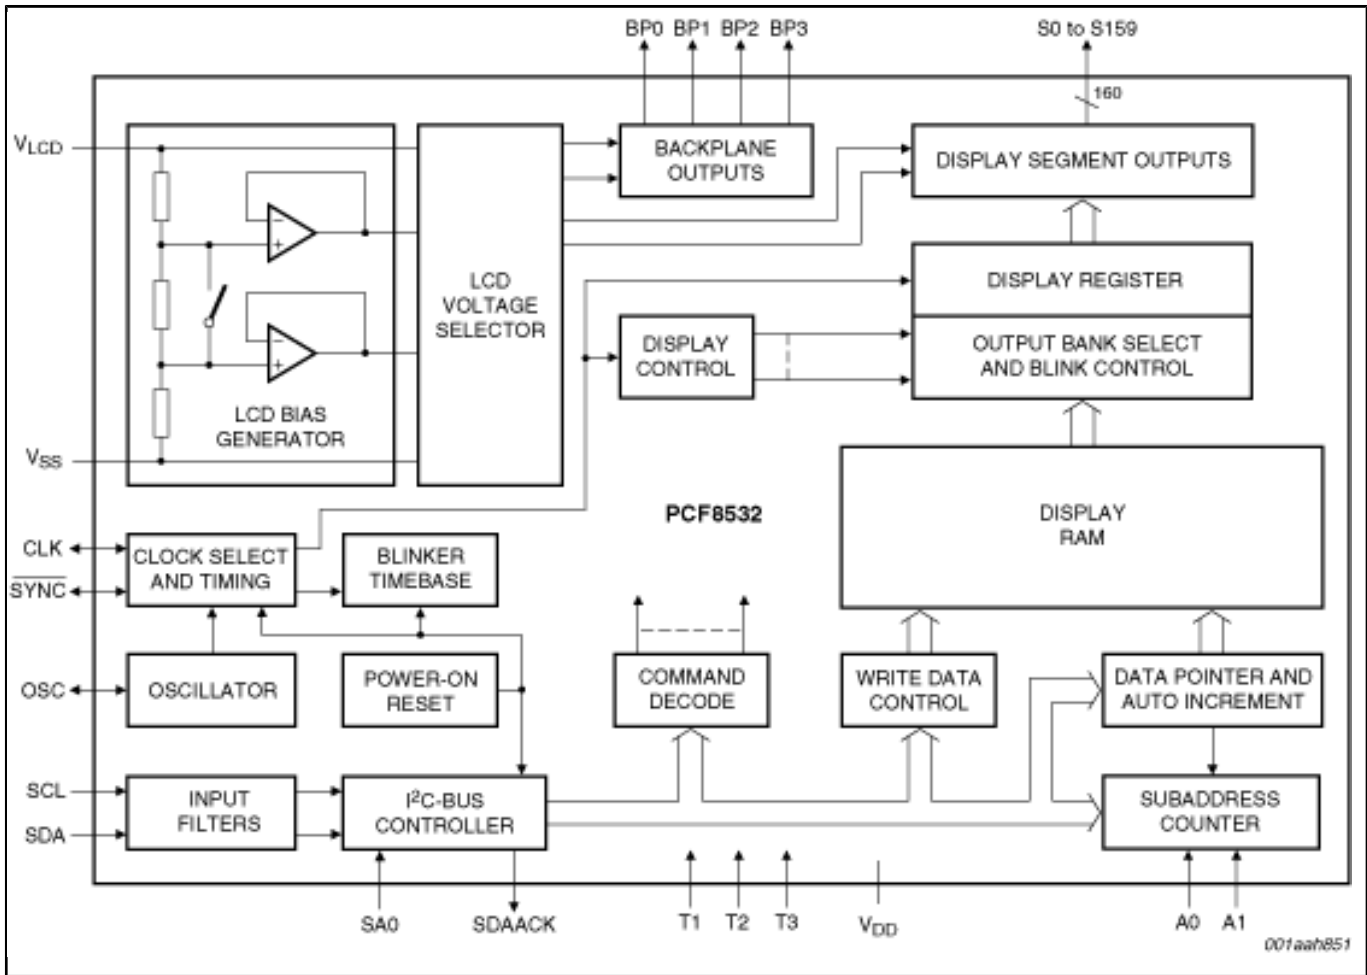 BP0 BP1 BP2 BP3
S0 to S159
160
VLCD
BACKPLANE
OUTPUTS
DISPLAY SEGMENT OUTPUTS
−
+
LCD
VOLTAGE
SELECTOR
DISPLAY REGISTER
−
+
DISPLAY
CONTROL
OUTPUT BANK SELECT
AND BLINK CONTROL
LCD BIAS
GENERATOR
VSS
PCF8532
DISPLAY
RAM
CLK
SYNC
CLOCK SELECT
AND TIMING
BLINKER
TIMEBASE
OSC
OSCILLATOR
POWER-ON
RESET
COMMAND
DECODE
WRITE DATA
CONTROL
DATA POINTER AND
AUTO INCREMENT
SCL
SDA
INPUT
FILTERS
I²C-BUS
CONTROLLER
SUBADDRESS
COUNTER
SA0
SDAACK
T1
T2
T3
VDD
A0
A1
001aah851